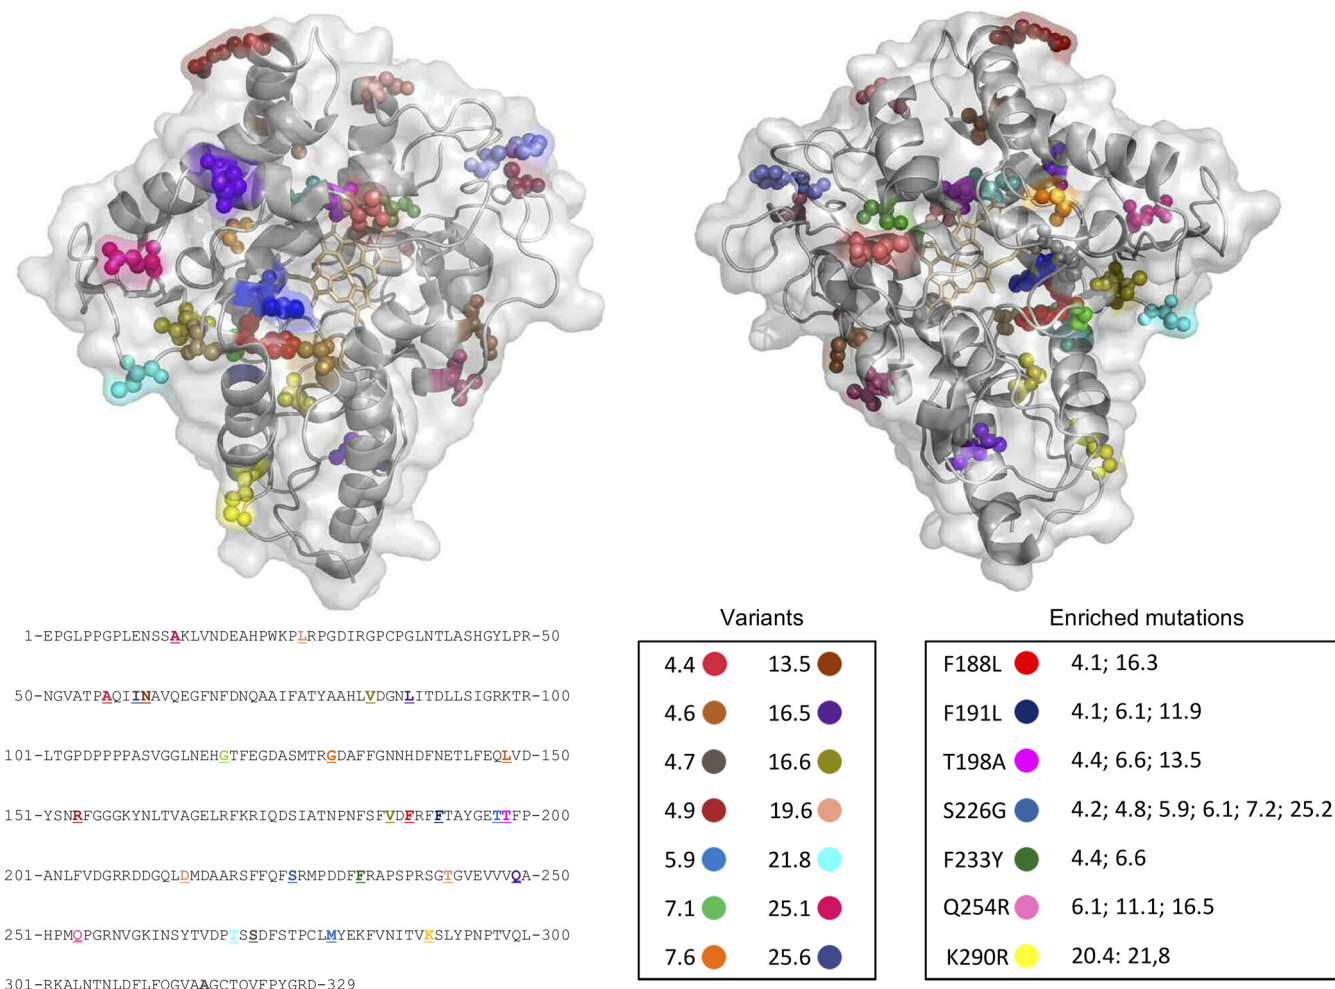 1-EPGLPPGPLENSSAKLVNDEAHPWKPLRPGDIRGPCPGLNTLASHGYLPR-50
50-NGVATPAQIINAVQEGFNFDNQAAIFATYAAHLVDGNLITDLLSIGRKTR-100
101-LTGPDPPPPASVGGLNEHGTFEGDASMTRGDAFFGNNHDFNETLFEQLVD-150
151-YSNRFGGGKYNLTVAGELRFKRIQDSIATNPNFSFVDFRFFTAYGETTFP-200
201-ANLFVDGRRDDGQLDMDAARSFFQFSRMPDDFFRAPSPRSGTGVEVVVQA-250
251-HPMQPGRNVGKINSYTVDPTSSDFSTPCLMYEKFVNITVKSLYPNPTVQL-300
301-RKALNTNLDFLFQGVAAGCTQVFPYGRD-329
Variants
4.4 13.5
4.6 16.5
4.7 16.6
4.9 19.6
5.9 21.8
7.1 25.1
7.6 25.6
Enriched mutations
F188L 4.1; 16.3
F191L 4.1; 6.1; 11.9
T198A 4.4; 6.6; 13.5
S226G 4.2; 4.8; 5.9; 6.1; 7.2; 25.2
F233Y 4.4; 6.6
Q254R 6.1; 11.1; 16.5
K290R 20.4: 21,8